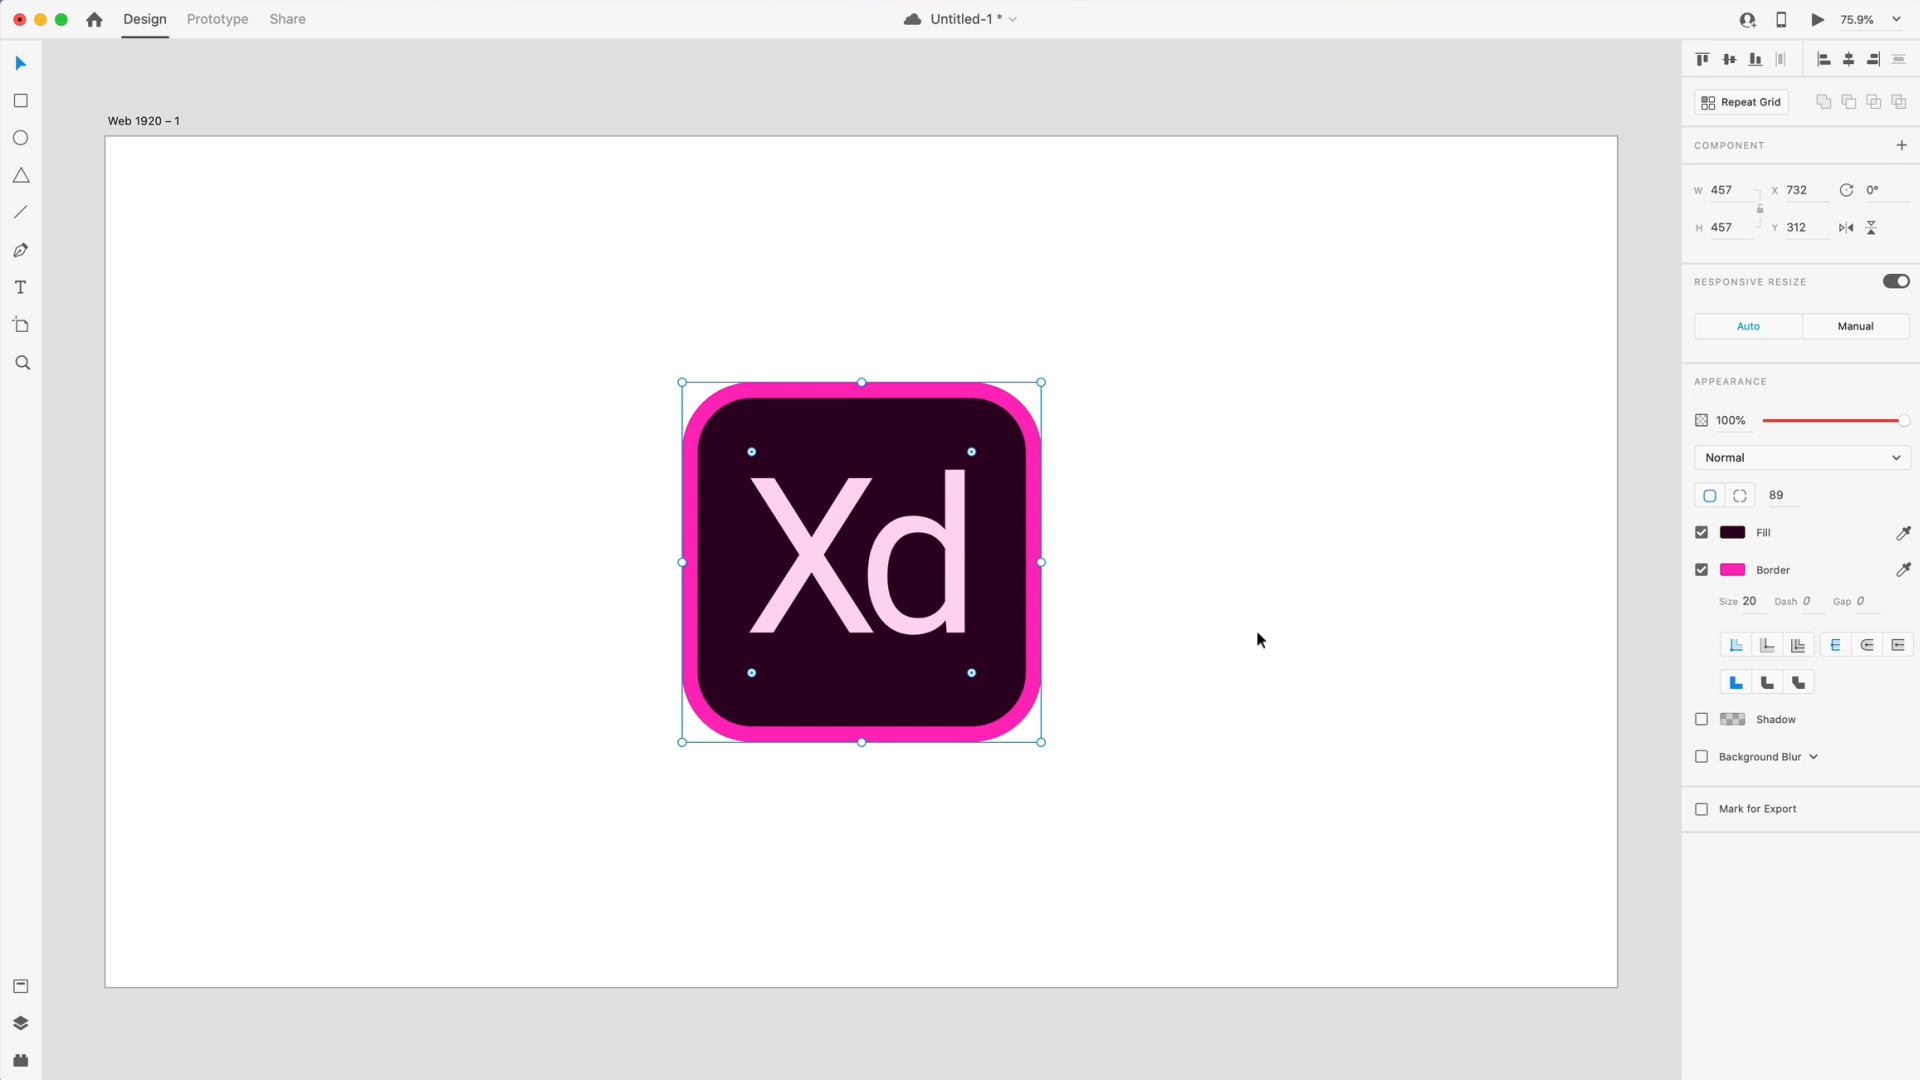 Design Prototype Share
Untitled-1 *
75.9%
Repeat Grid
Web 1920 – 1
COMPONENT
W 457 X 732 0°
H 457 Y 312
RESPONSIVE RESIZE
Auto Manual
APPEARANCE
100%
Normal
89
Fill
Border
Size 20 Dash 0 Gap 0
Shadow
Background Blur
Mark for Export
Xd
T